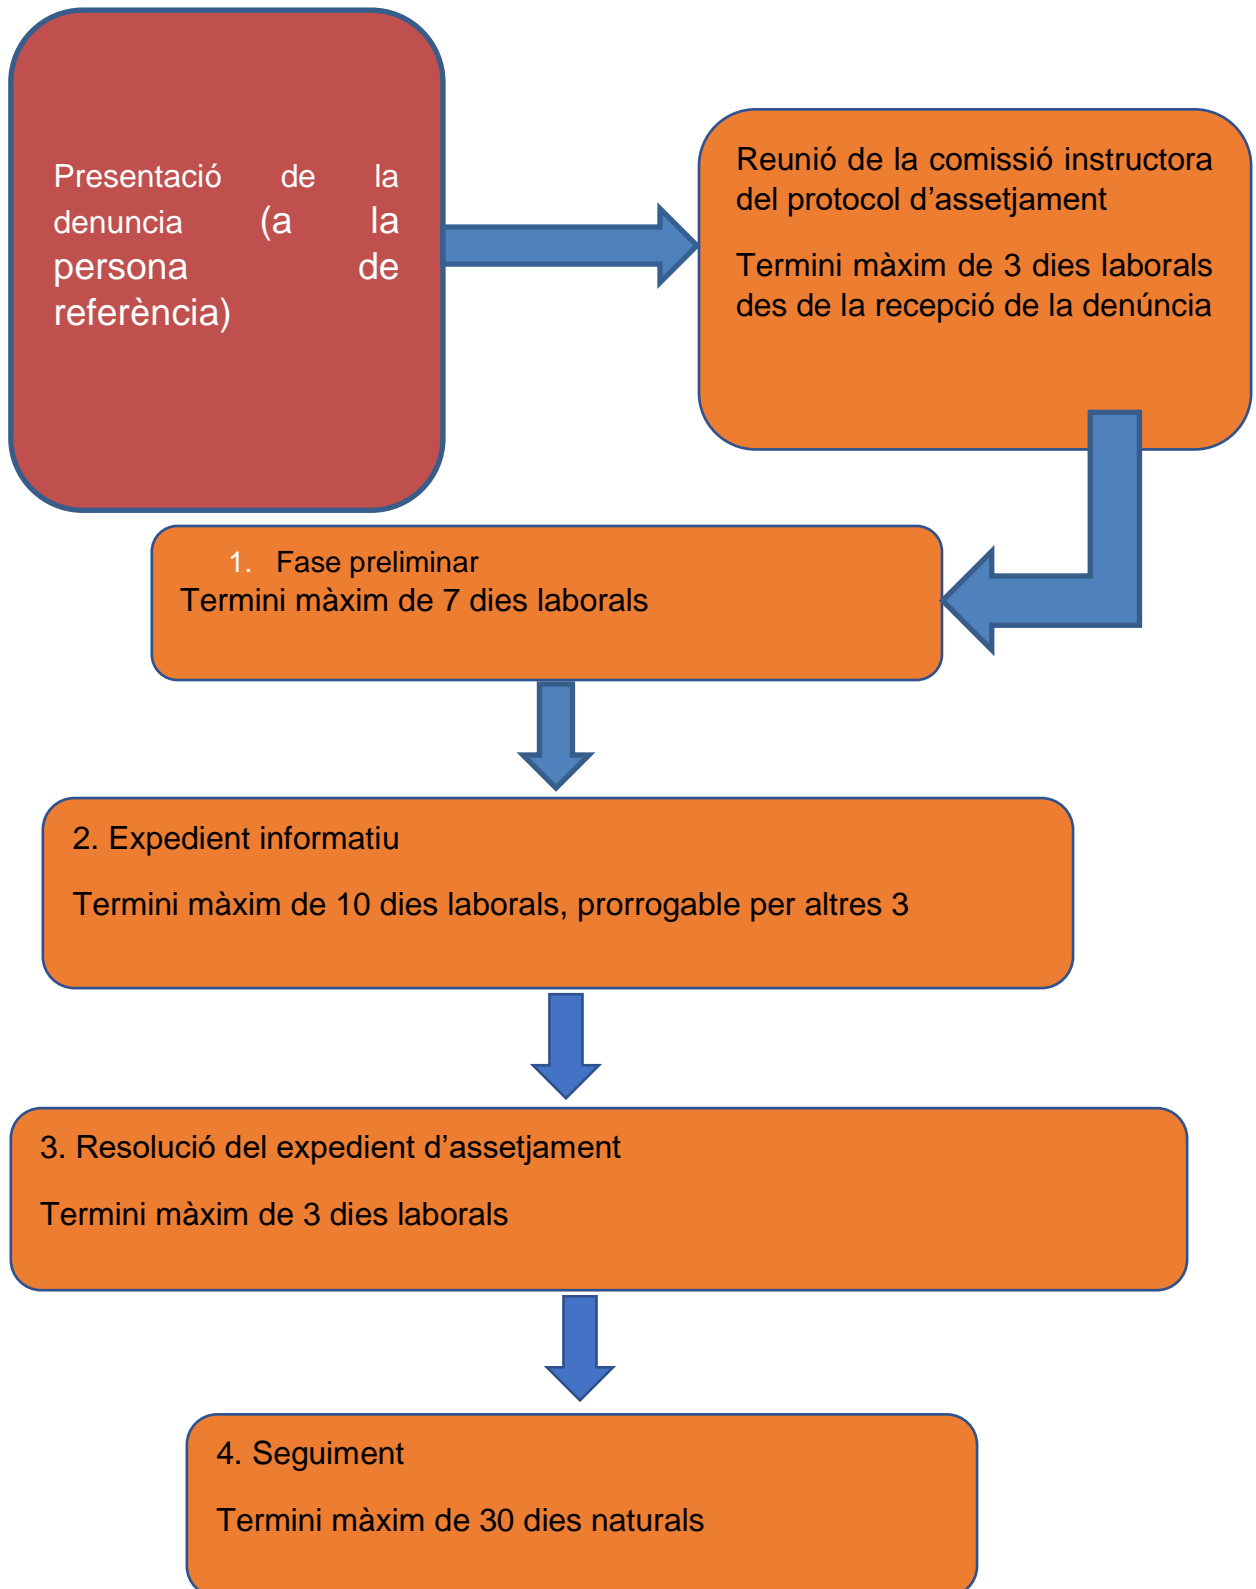 Presentació de la
denuncia (a la
persona de
referència)
Reunió de la comissió instructora
del protocol d’assetjament
Termini màxim de 3 dies laborals
des de la recepció de la denúncia
1. Fase preliminar
Termini màxim de 7 dies laborals
2. Expedient informatiu
Termini màxim de 10 dies laborals, prorrogable per altres 3
3. Resolució del expedient d’assetjament
Termini màxim de 3 dies laborals
4. Seguiment
Termini màxim de 30 dies naturals